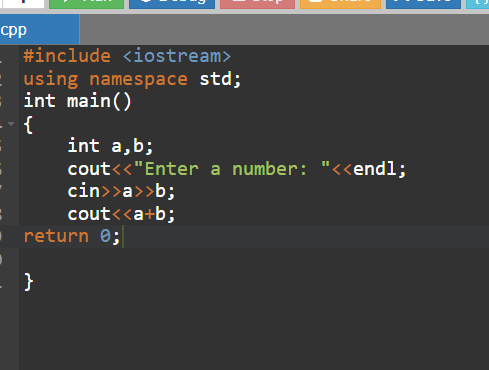 cpp
#include <iostream>
using namespace std;
int main()
{
    int a,b;
    cout<<"Enter a number: "<<endl;
    cin>>a>>b;
    cout<<a+b;
return 0;

}